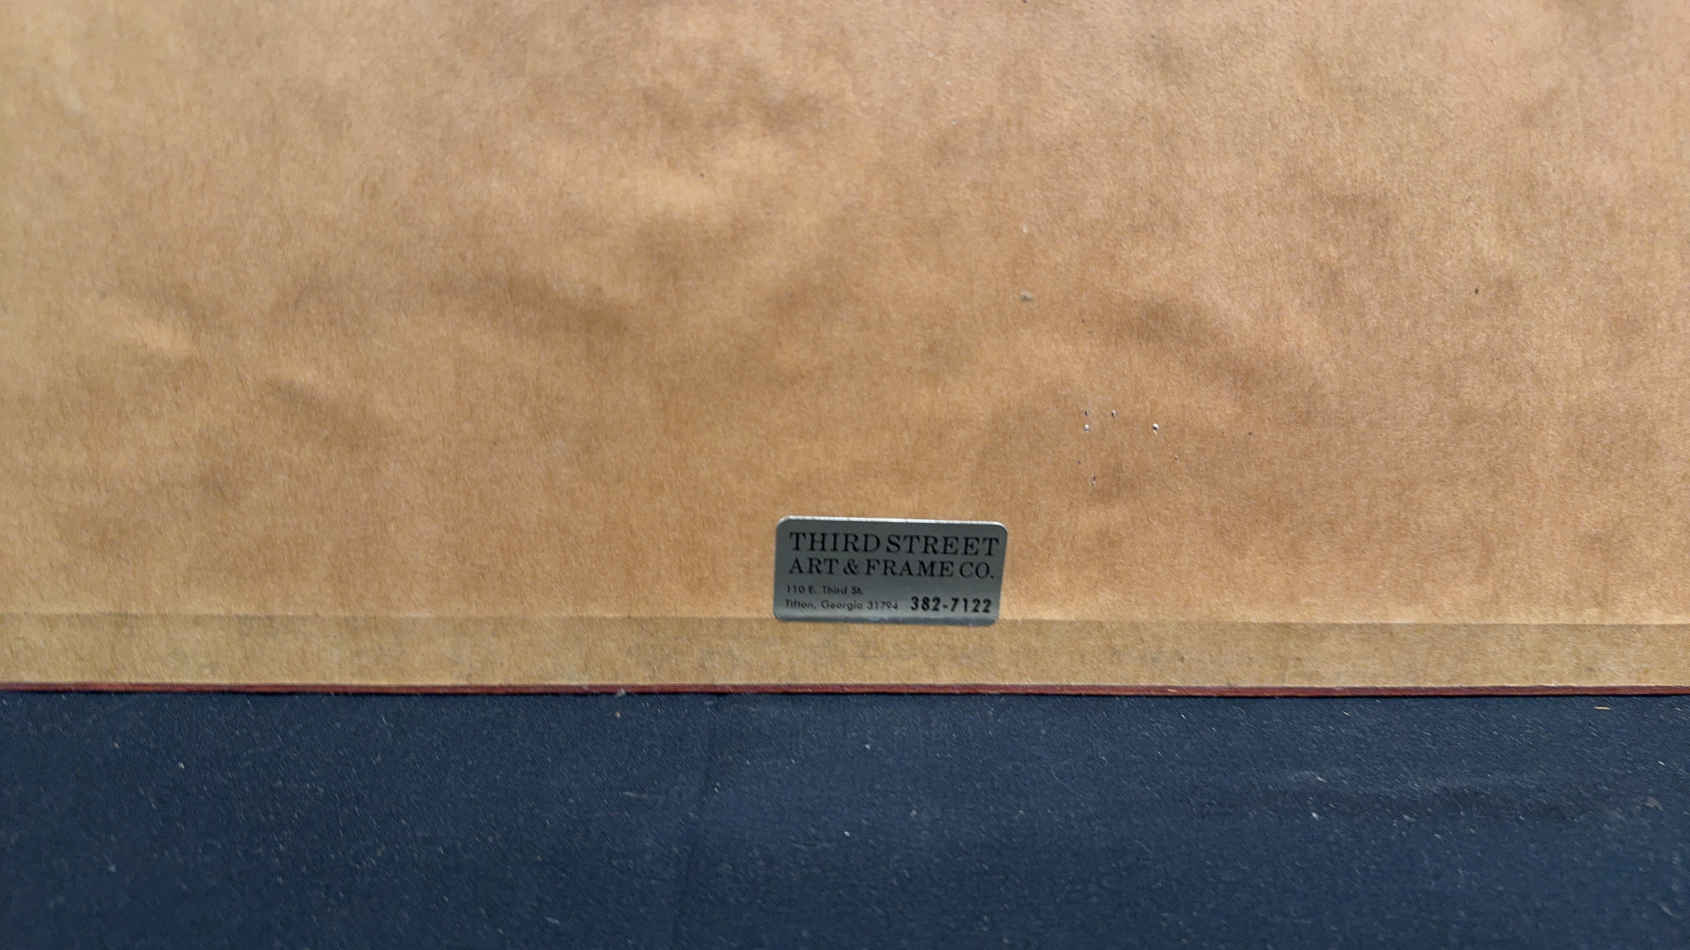 THIRD STREET
ART & FRAME CO.
110 E. Third St.
Tifton, Georgia 31794 382-7122